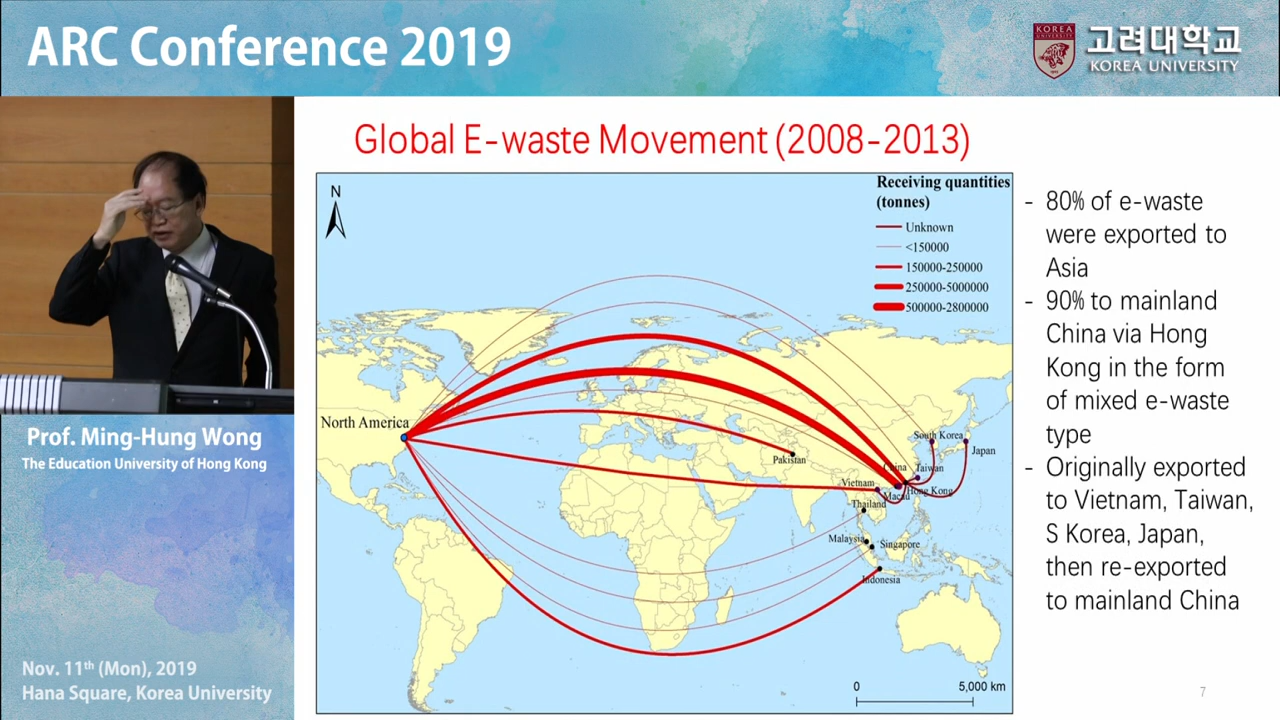 ARC Conference 2019
KOREA
고려대학교
KOREA UNIVERSITY
Global E-waste Movement (2008-2013)
N
Receiving quantities
(tonnes)
Unknown
<150000
150000-250000
250000-5000000
500000-2800000
North America
South Korea
Japan
Pakistan
China
Taiwan
Vietnam
Macau
Hong Kong
Thailand
Malaysia
Singapore
Indonesia
0
5,000 km
- 80% of e-waste
were exported to
Asia
- 90% to mainland
China via Hong
Kong in the form
of mixed e-waste
type
- Originally exported
to Vietnam, Taiwan,
S Korea, Japan,
then re-exported
to mainland China
7
Prof. Ming-Hung Wong
The Education University of Hong Kong
Nov. 11th (Mon), 2019
Hana Square, Korea University